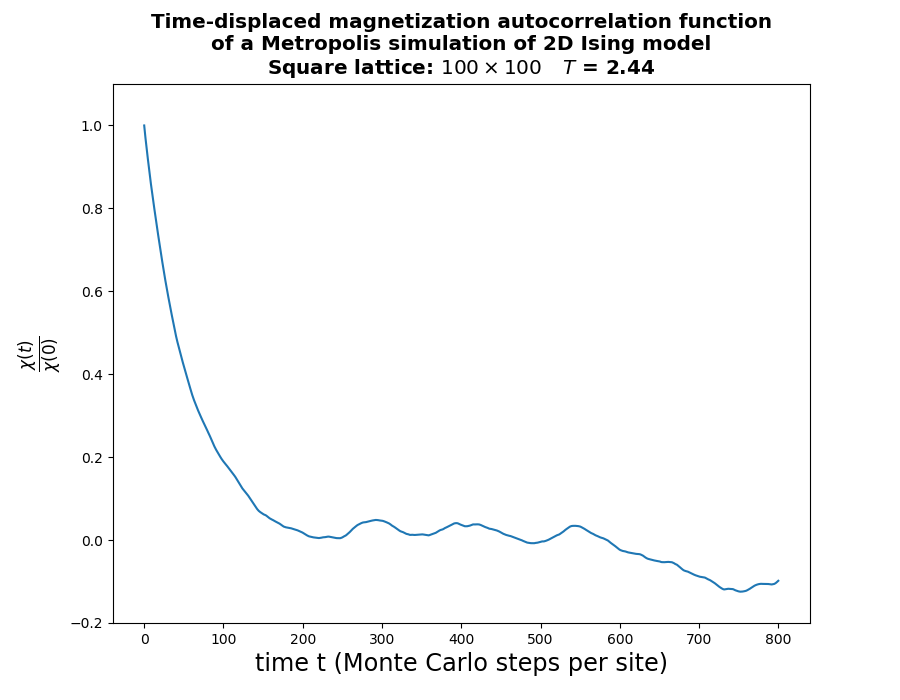 Time-displaced magnetization autocorrelation function
of a Metropolis simulation of 2D Ising model
Square lattice: 100 × 100 T = 2.44
1.0
0.8
0.6
0.4
0.2
0.0
−0.2
χ(t)
χ(0)
0 100 200 300 400 500 600 700 800
time t (Monte Carlo steps per site)